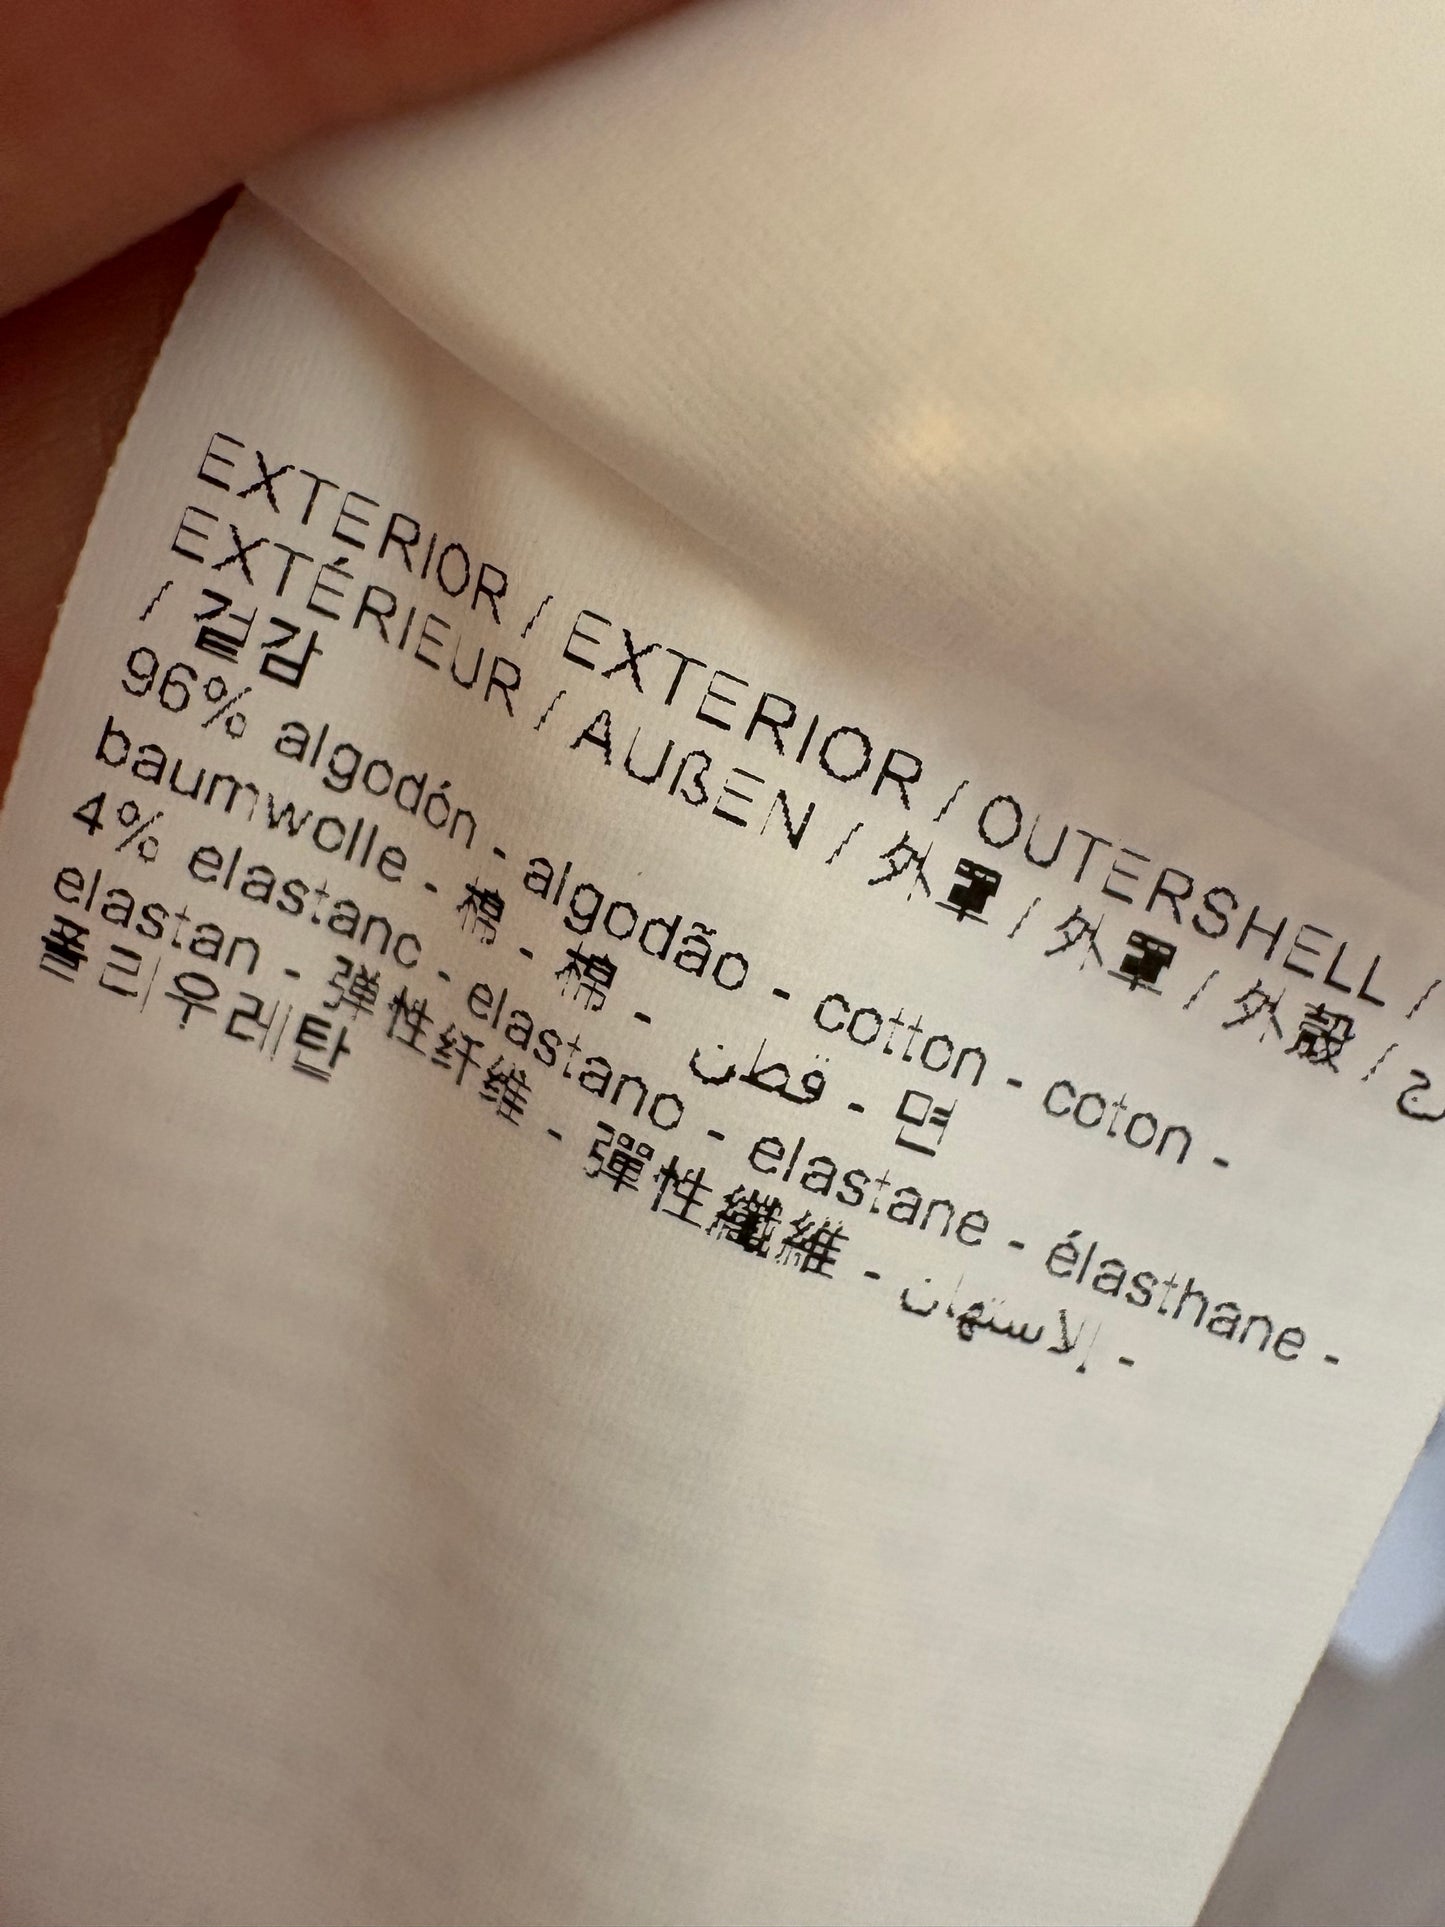 EXTERIOR / EXTERIOR / OUTERSHELL /
EXTÉRIEUR / AUßEN / 外罩 / 外罩 / 外殻 /
/ 겉감
96% algodón - algodão - cotton - coton -
baumwolle - 棉 - 棉 - قطن - 면
4% elastano - elastano - elastane - élasthane -
elastan - 弹性纤维 - 彈性纖維 - الاستهان -
폴리우레탄